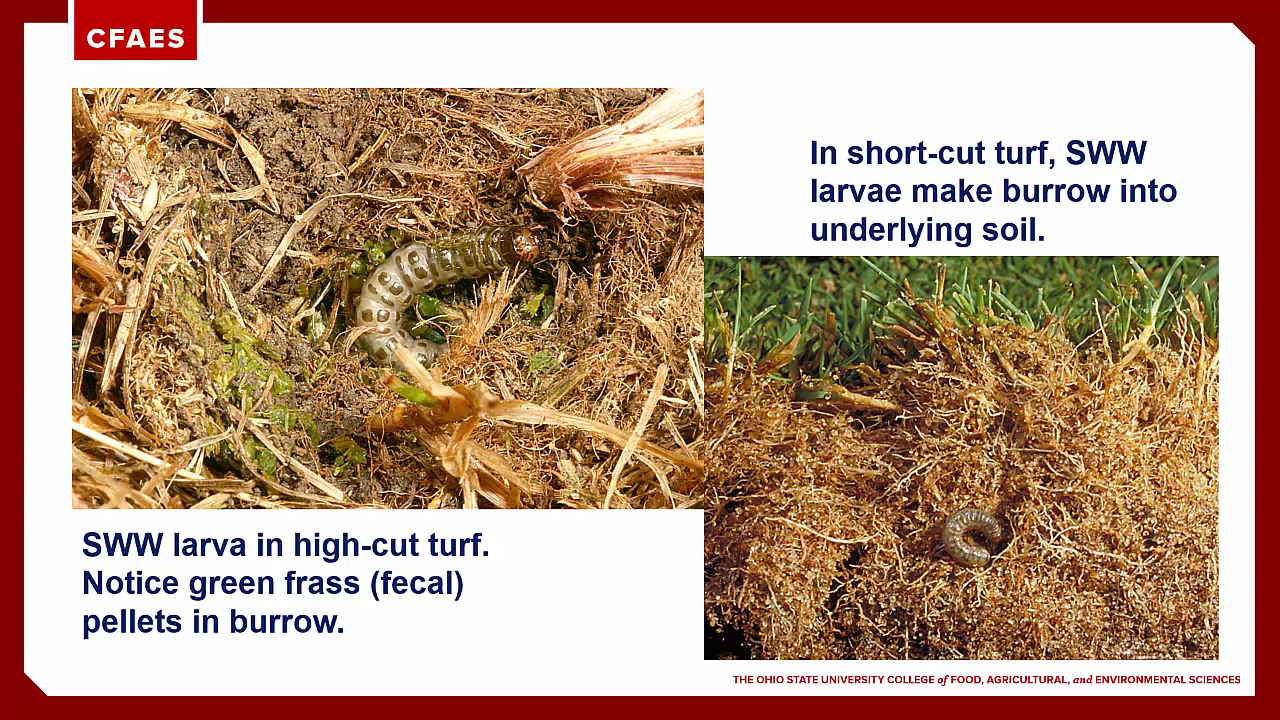 CFAES
In short-cut turf, SWW
larvae make burrow into
underlying soil.
SWW larva in high-cut turf.
Notice green frass (fecal)
pellets in burrow.
THE OHIO STATE UNIVERSITY COLLEGE of FOOD, AGRICULTURAL, and ENVIRONMENTAL SCIENCES